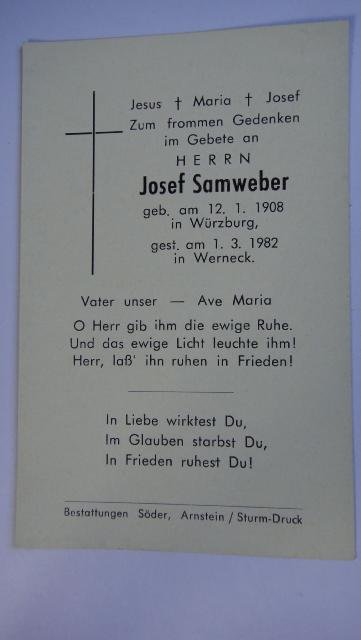 Jesus † Maria † Josef
Zum frommen Gedenken
im Gebete an
HERRN
Josef Samweber
geb. am 12. 1. 1908
in Würzburg,
gest. am 1. 3. 1982
in Werneck.
Vater unser — Ave Maria
O Herr gib ihm die ewige Ruhe.
Und das ewige Licht leuchte ihm!
Herr, laß' ihn ruhen in Frieden!
In Liebe wirktest Du,
Im Glauben starbst Du,
In Frieden ruhest Du!
Bestattungen Söder, Arnstein / Sturm-Druck